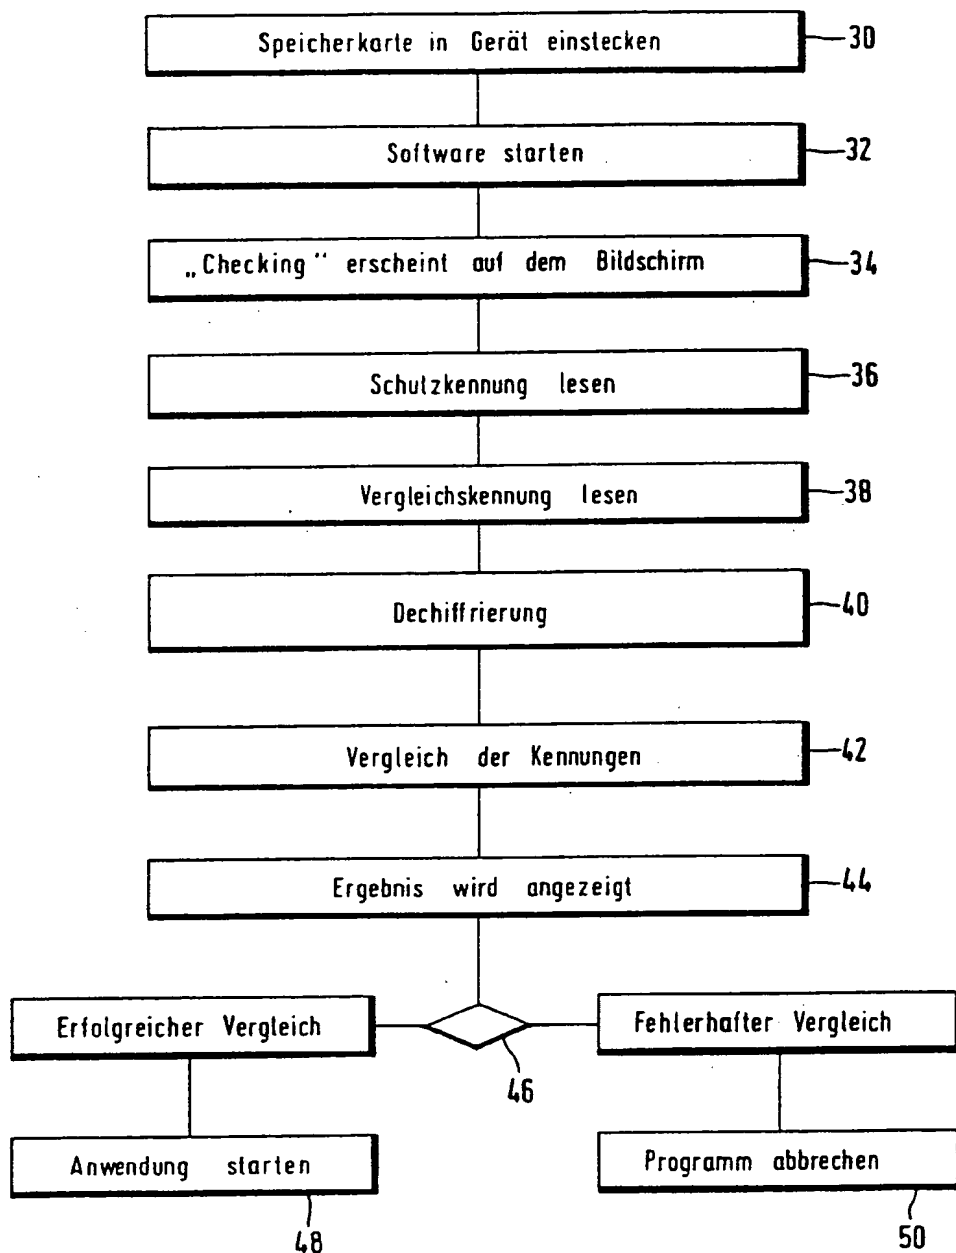 Speicherkarte in Gerät einstecken 30
Software starten 32
„Checking“ erscheint auf dem Bildschirm 34
Schutzkennung lesen 36
Vergleichskennung lesen 38
Dechiffrierung 40
Vergleich der Kennungen 42
Ergebnis wird angezeigt 44
Erfolgreicher Vergleich
Fehlerhafter Vergleich
46
Anwendung starten
Programm abbrechen
48
50